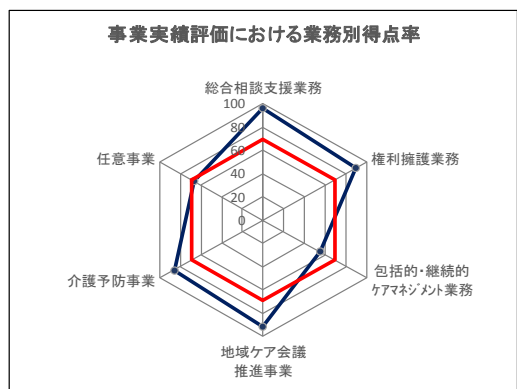 事業実績評価における業務別得点率
総合相談支援業務
100
80
60
40
20
0
権利擁護業務
包括的・継続的
ケアマネジメント業務
地域ケア会議
推進事業
介護予防事業
任意事業